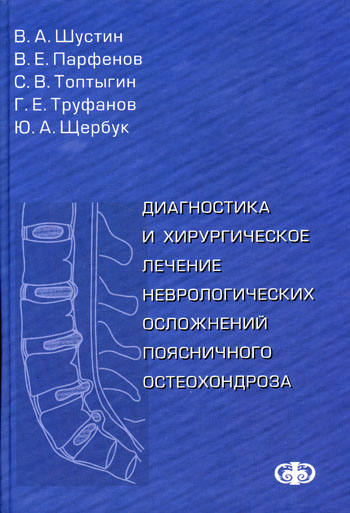 В. А. Шустин
В. Е. Парфенов
С. В. Топтыгин
Г. Е. Труфанов
Ю. А. Щербук
ДИАГНОСТИКА
И ХИРУРГИЧЕСКОЕ
ЛЕЧЕНИЕ
НЕВРОЛОГИЧЕСКИХ
ОСЛОЖНЕНИЙ
ПОЯСНИЧНОГО
ОСТЕОХОНДРОЗА